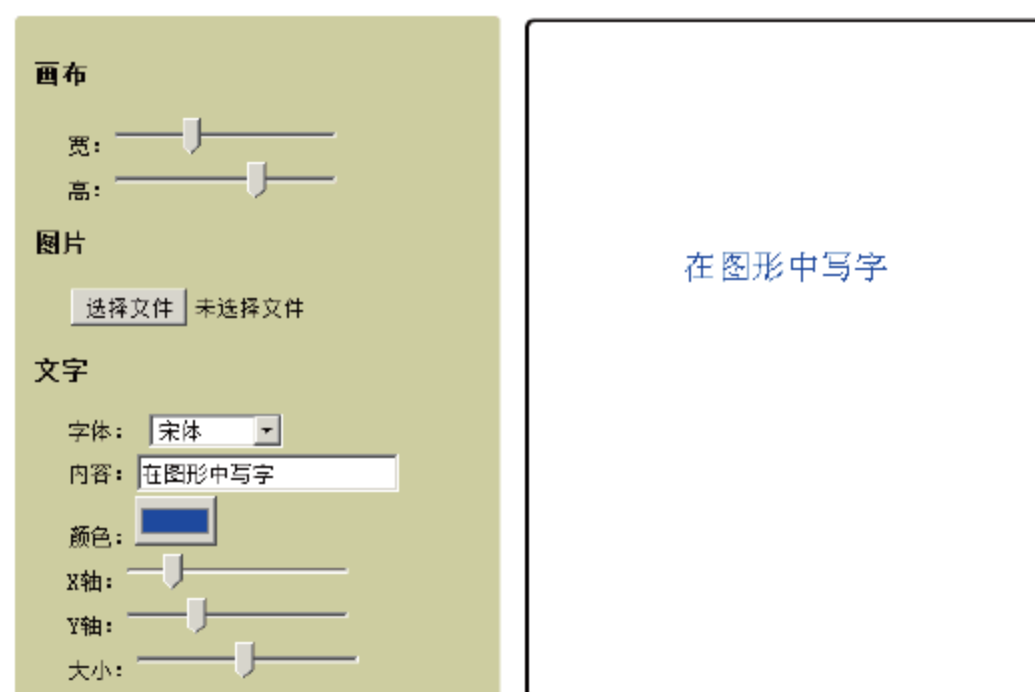 画布
宽:
高:
图片
选择文件 未选择文件
文字
字体: 宋体
内容: 在图形中写字
颜色:
X轴:
Y轴:
大小:
在图形中写字